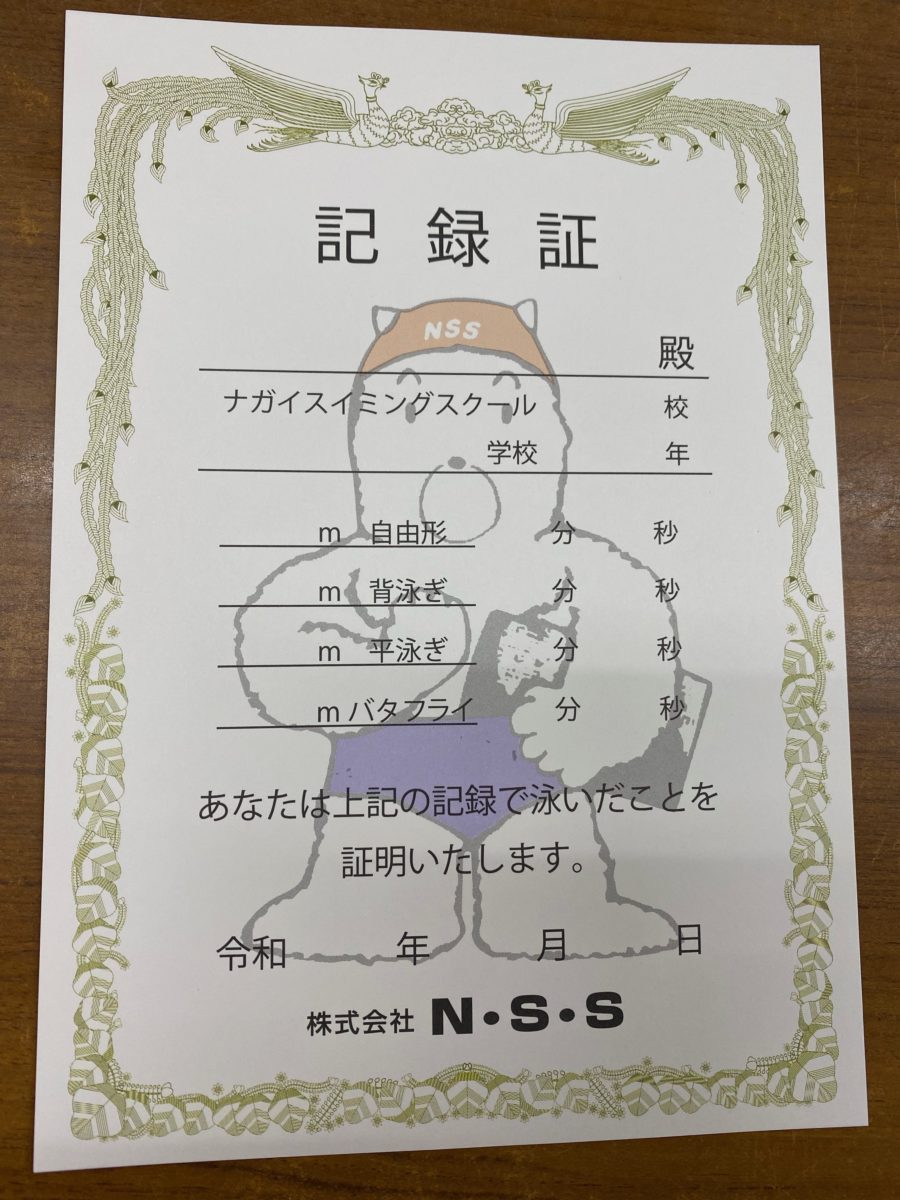 記録証
NSS
殿
ナガイスイミングスクール 校
学校 年
m 自由形 分 秒
m 背泳ぎ 分 秒
m 平泳ぎ 分 秒
m バタフライ 分 秒
あなたは上記の記録で泳いだことを
証明いたします。
令和 年 月 日
株式会社 N・S・S